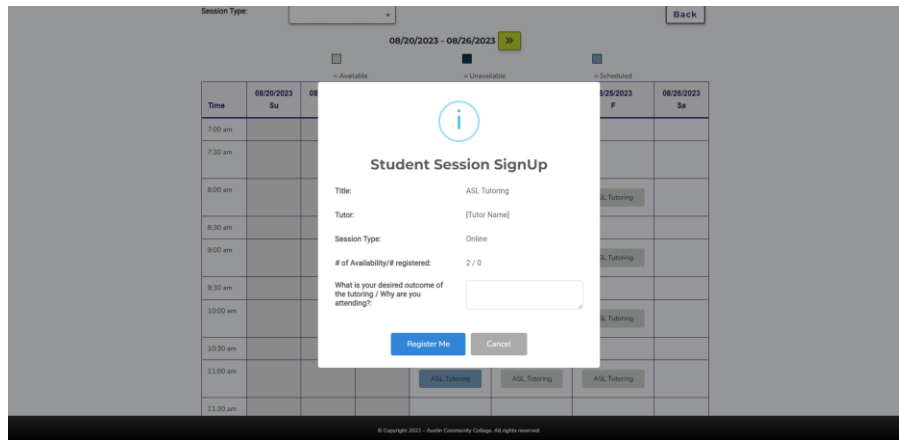 Session Type:
Back
08/20/2023 - 08/26/2023 »
= Available
= Unavailable
= Scheduled
Time
08/20/2023
Su
08
8/25/2023
F
08/26/2023
Sa
7:00 am
7:30 am
8:00 am
Tutoring
8:30 am
9:00 am
Tutoring
9:30 am
10:00 am
Tutoring
10:30 am
11:00 am
ASL Tutoring
ASL Tutoring
ASL Tutoring
11:30 am
i
Student Session SignUp
Title:
ASL Tutoring
Tutor:
[Tutor Name]
Session Type:
Online
# of Availability/# registered:
2 / 0
What is your desired outcome of
the tutoring / Why are you
attending?:
Register Me
Cancel
© Copyright 2021 - Austin Community College. All rights reserved.